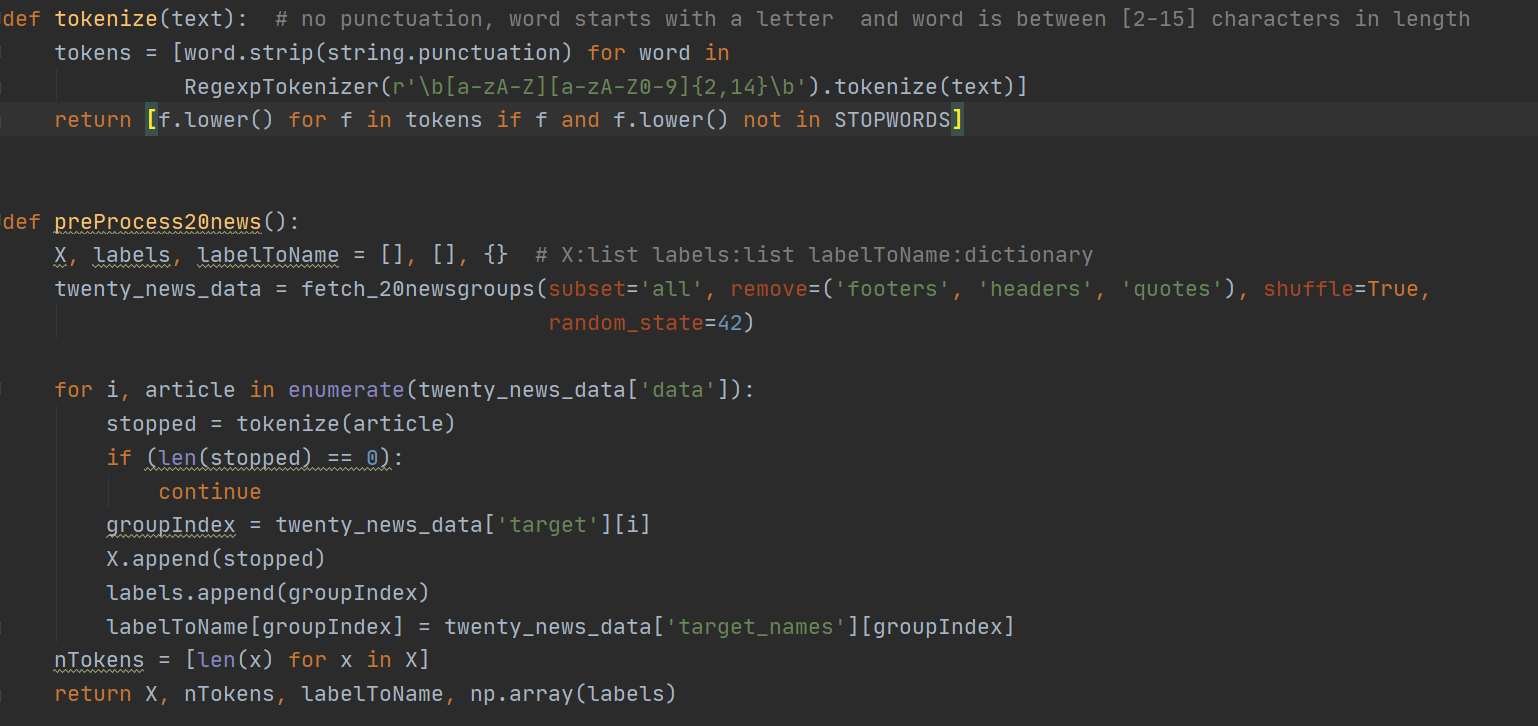 def tokenize(text):  # no punctuation, word starts with a letter  and word is between [2-15] characters in length
    tokens = [word.strip(string.punctuation) for word in
              RegexpTokenizer(r'\b[a-zA-Z][a-zA-Z0-9]{2,14}\b').tokenize(text)]
    return [f.lower() for f in tokens if f and f.lower() not in STOPWORDS]
def preProcess20news():
    X, labels, labelToName = [], [], {}  # X:list labels:list labelToName:dictionary
    twenty_news_data = fetch_20newsgroups(subset='all', remove=('footers', 'headers', 'quotes'), shuffle=True,
                                          random_state=42)
    for i, article in enumerate(twenty_news_data['data']):
        stopped = tokenize(article)
        if (len(stopped) == 0):
            continue
        groupIndex = twenty_news_data['target'][i]
        X.append(stopped)
        labels.append(groupIndex)
        labelToName[groupIndex] = twenty_news_data['target_names'][groupIndex]
    nTokens = [len(x) for x in X]
    return X, nTokens, labelToName, np.array(labels)